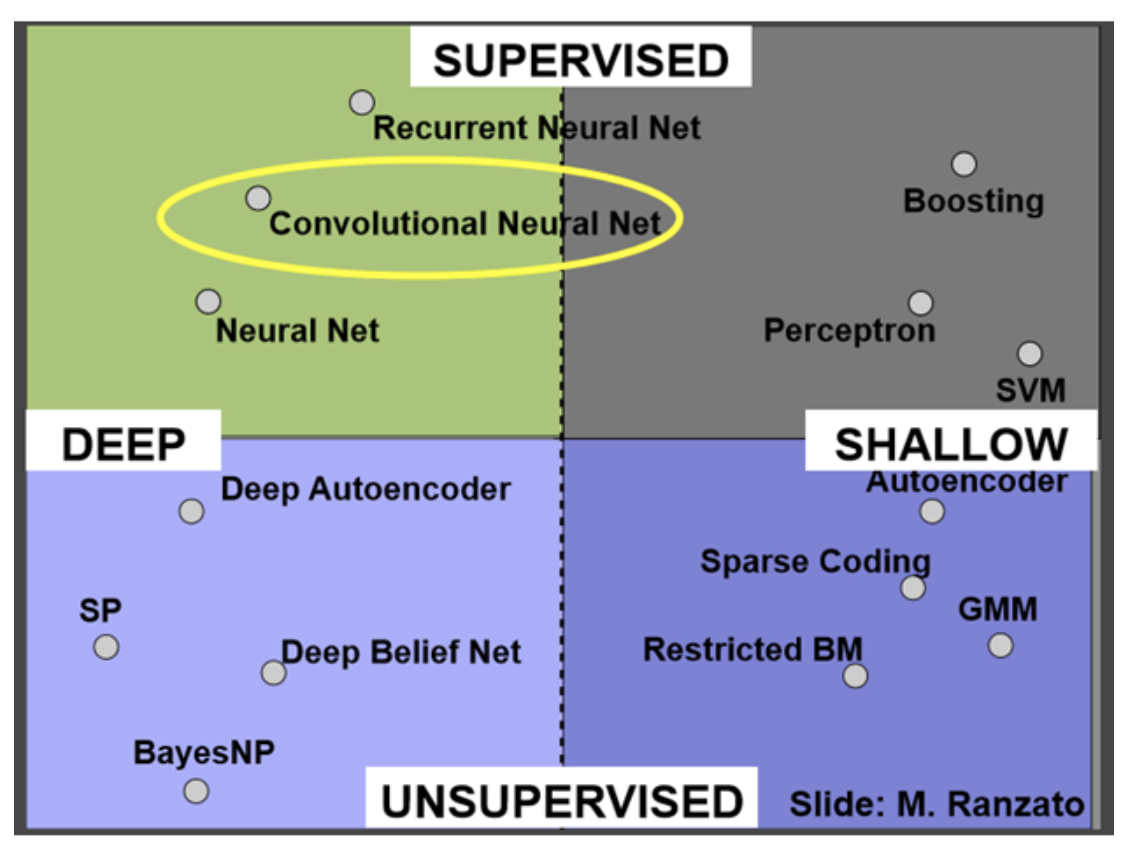 SUPERVISED
Recurrent Neural Net
Convolutional Neural Net
Neural Net
Boosting
Perceptron
SVM
DEEP
SHALLOW
Deep Autoencoder
SP
Deep Belief Net
BayesNP
Autoencoder
Sparse Coding
GMM
Restricted BM
UNSUPERVISED
Slide: M. Ranzato